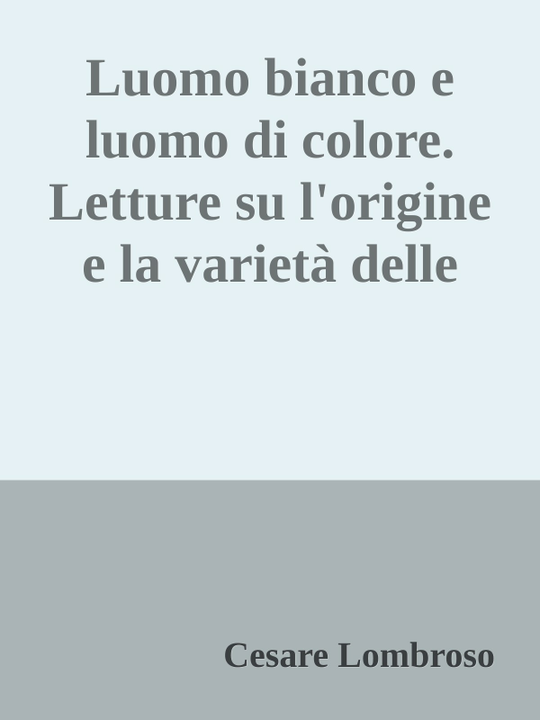 Luomo bianco e
luomo di colore.
Letture su l'origine
e la varietà delle
Cesare Lombroso